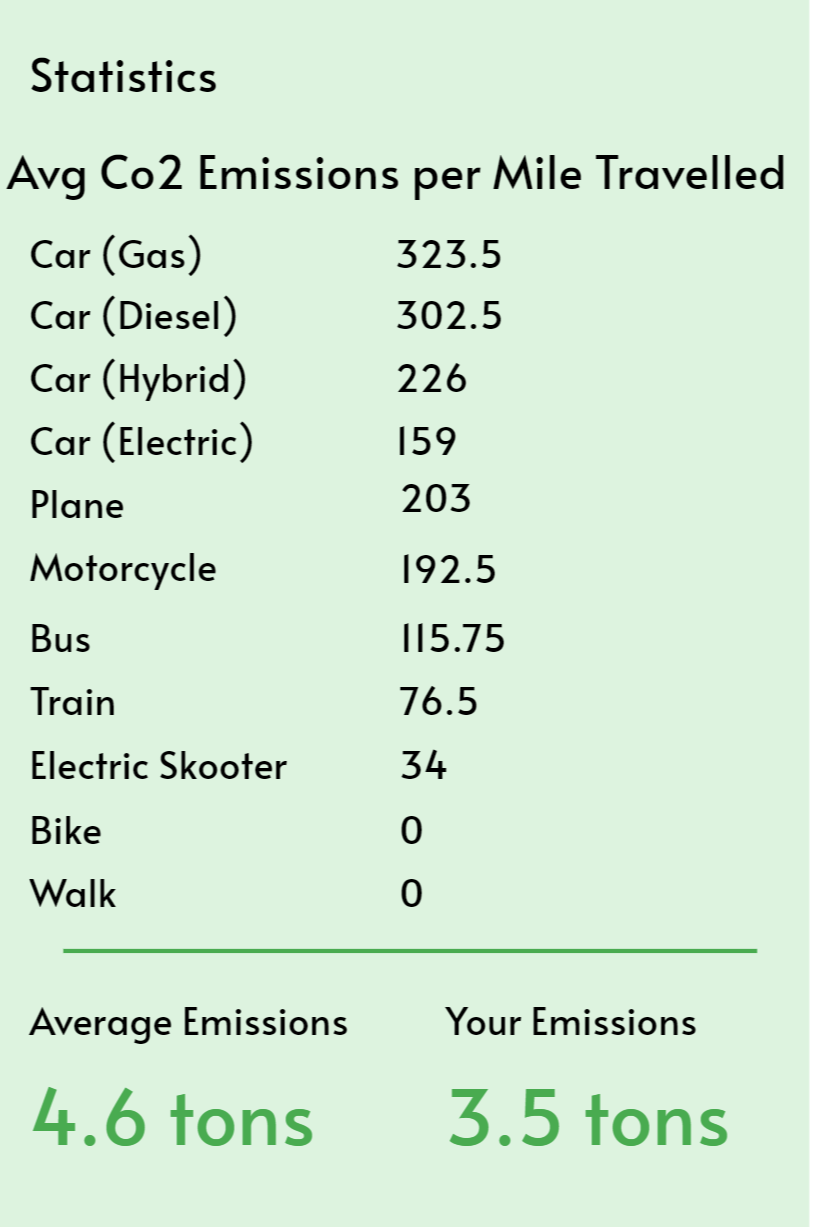 Statistics
Avg Co2 Emissions per Mile Travelled
Car (Gas) 323.5
Car (Diesel) 302.5
Car (Hybrid) 226
Car (Electric) 159
Plane 203
Motorcycle 192.5
Bus 115.75
Train 76.5
Electric Skooter 34
Bike 0
Walk 0
Average Emissions Your Emissions
4.6 tons 3.5 tons